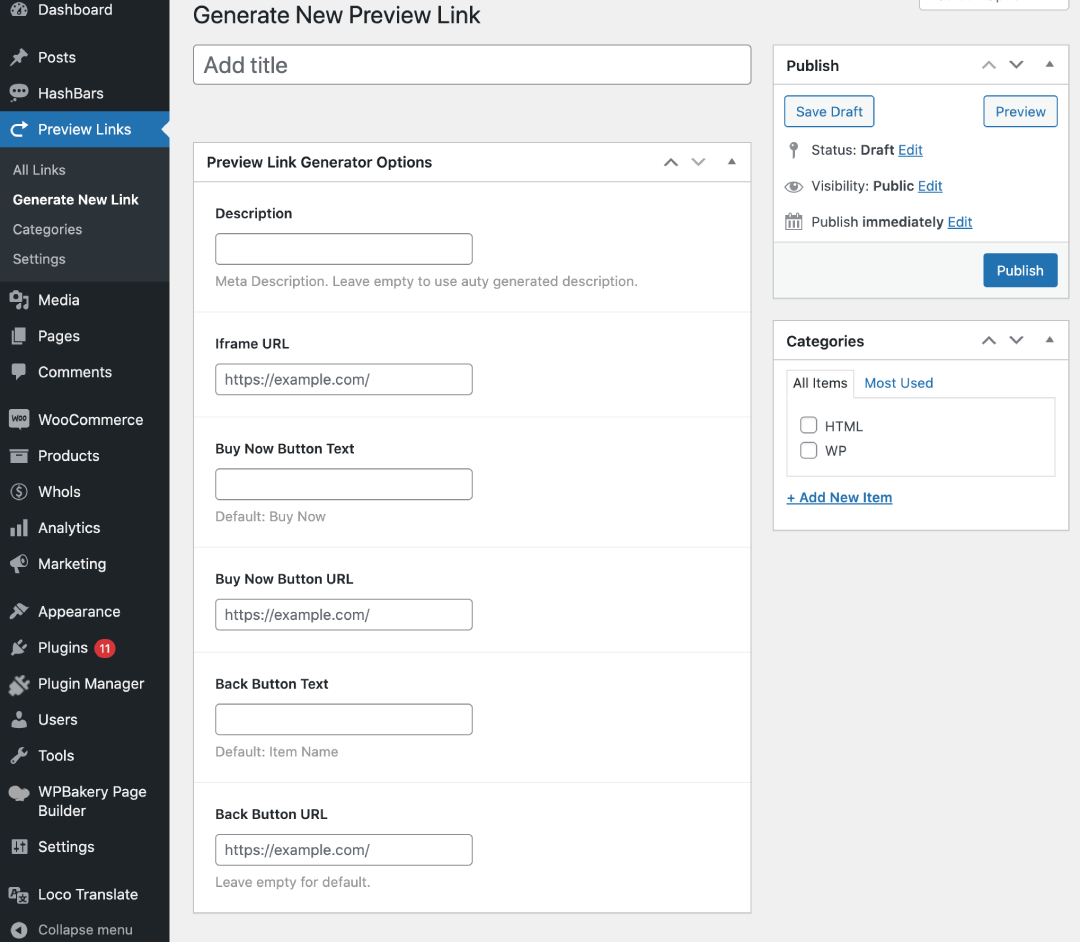 Dashboard
Posts
HashBars
Preview Links
All Links
Generate New Link
Categories
Settings
Media
Pages
Comments
WooCommerce
Products
Whols
Analytics
Marketing
Appearance
Plugins 11
Plugin Manager
Users
Tools
WPBakery Page
Builder
Settings
Loco Translate
Collapse menu
Generate New Preview Link
Add title
Preview Link Generator Options
Description
Meta Description. Leave empty to use auty generated description.
Iframe URL
https://example.com/
Buy Now Button Text
Default: Buy Now
Buy Now Button URL
https://example.com/
Back Button Text
Default: Item Name
Back Button URL
https://example.com/
Leave empty for default.
Publish
Save Draft Preview
Status: Draft Edit
Visibility: Public Edit
Publish immediately Edit
Publish
Categories
All Items Most Used
HTML
WP
+ Add New Item